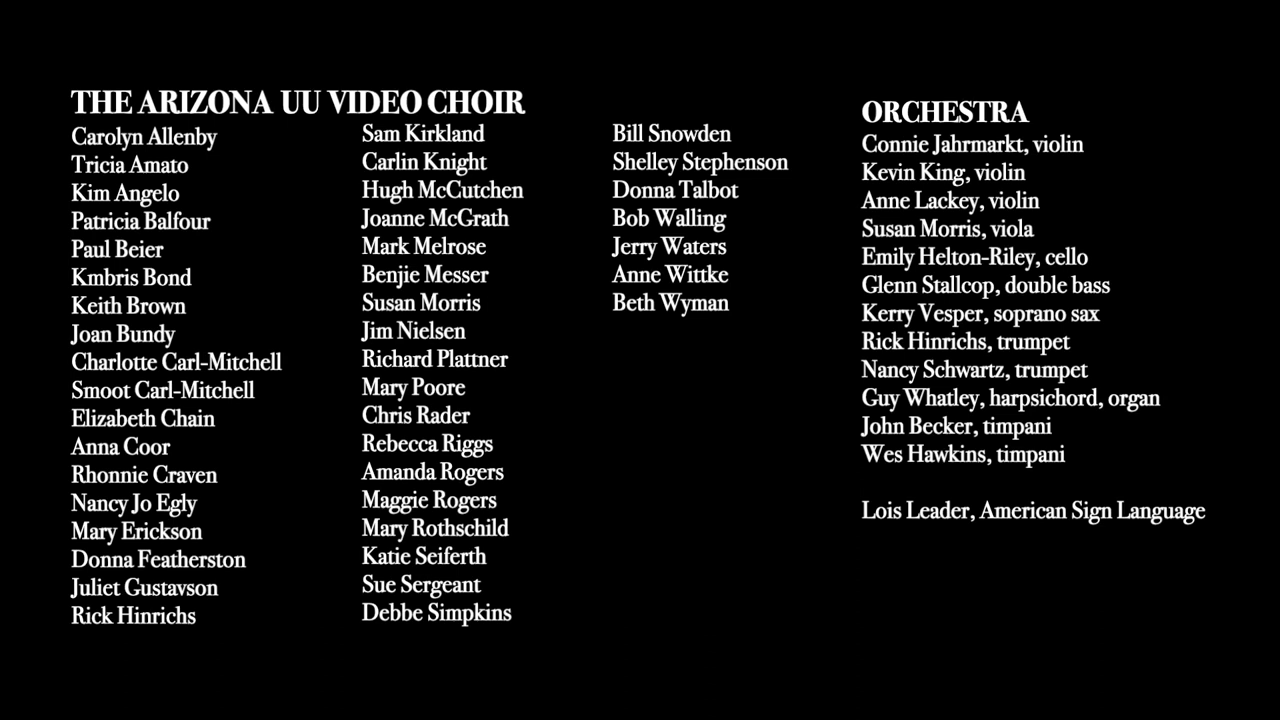 THE ARIZONA UU VIDEO CHOIR
Carolyn Allenby
Tricia Amato
Kim Angelo
Patricia Balfour
Paul Beier
Kmbris Bond
Keith Brown
Joan Bundy
Charlotte Carl-Mitchell
Smoot Carl-Mitchell
Elizabeth Chain
Anna Coor
Rhonnie Craven
Nancy Jo Egly
Mary Erickson
Donna Featherston
Juliet Gustavson
Rick Hinrichs
Sam Kirkland
Carlin Knight
Hugh McCutchen
Joanne McGrath
Mark Melrose
Benjie Messer
Susan Morris
Jim Nielsen
Richard Plattner
Mary Poore
Chris Rader
Rebecca Riggs
Amanda Rogers
Maggie Rogers
Mary Rothschild
Katie Seiferth
Sue Sergeant
Debbe Simpkins
Bill Snowden
Shelley Stephenson
Donna Talbot
Bob Walling
Jerry Waters
Anne Wittke
Beth Wyman
ORCHESTRA
Connie Jahrmarkt, violin
Kevin King, violin
Anne Lackey, violin
Susan Morris, viola
Emily Helton-Riley, cello
Glenn Stallcop, double bass
Kerry Vesper, soprano sax
Rick Hinrichs, trumpet
Nancy Schwartz, trumpet
Guy Whatley, harpsichord, organ
John Becker, timpani
Wes Hawkins, timpani
Lois Leader, American Sign Language